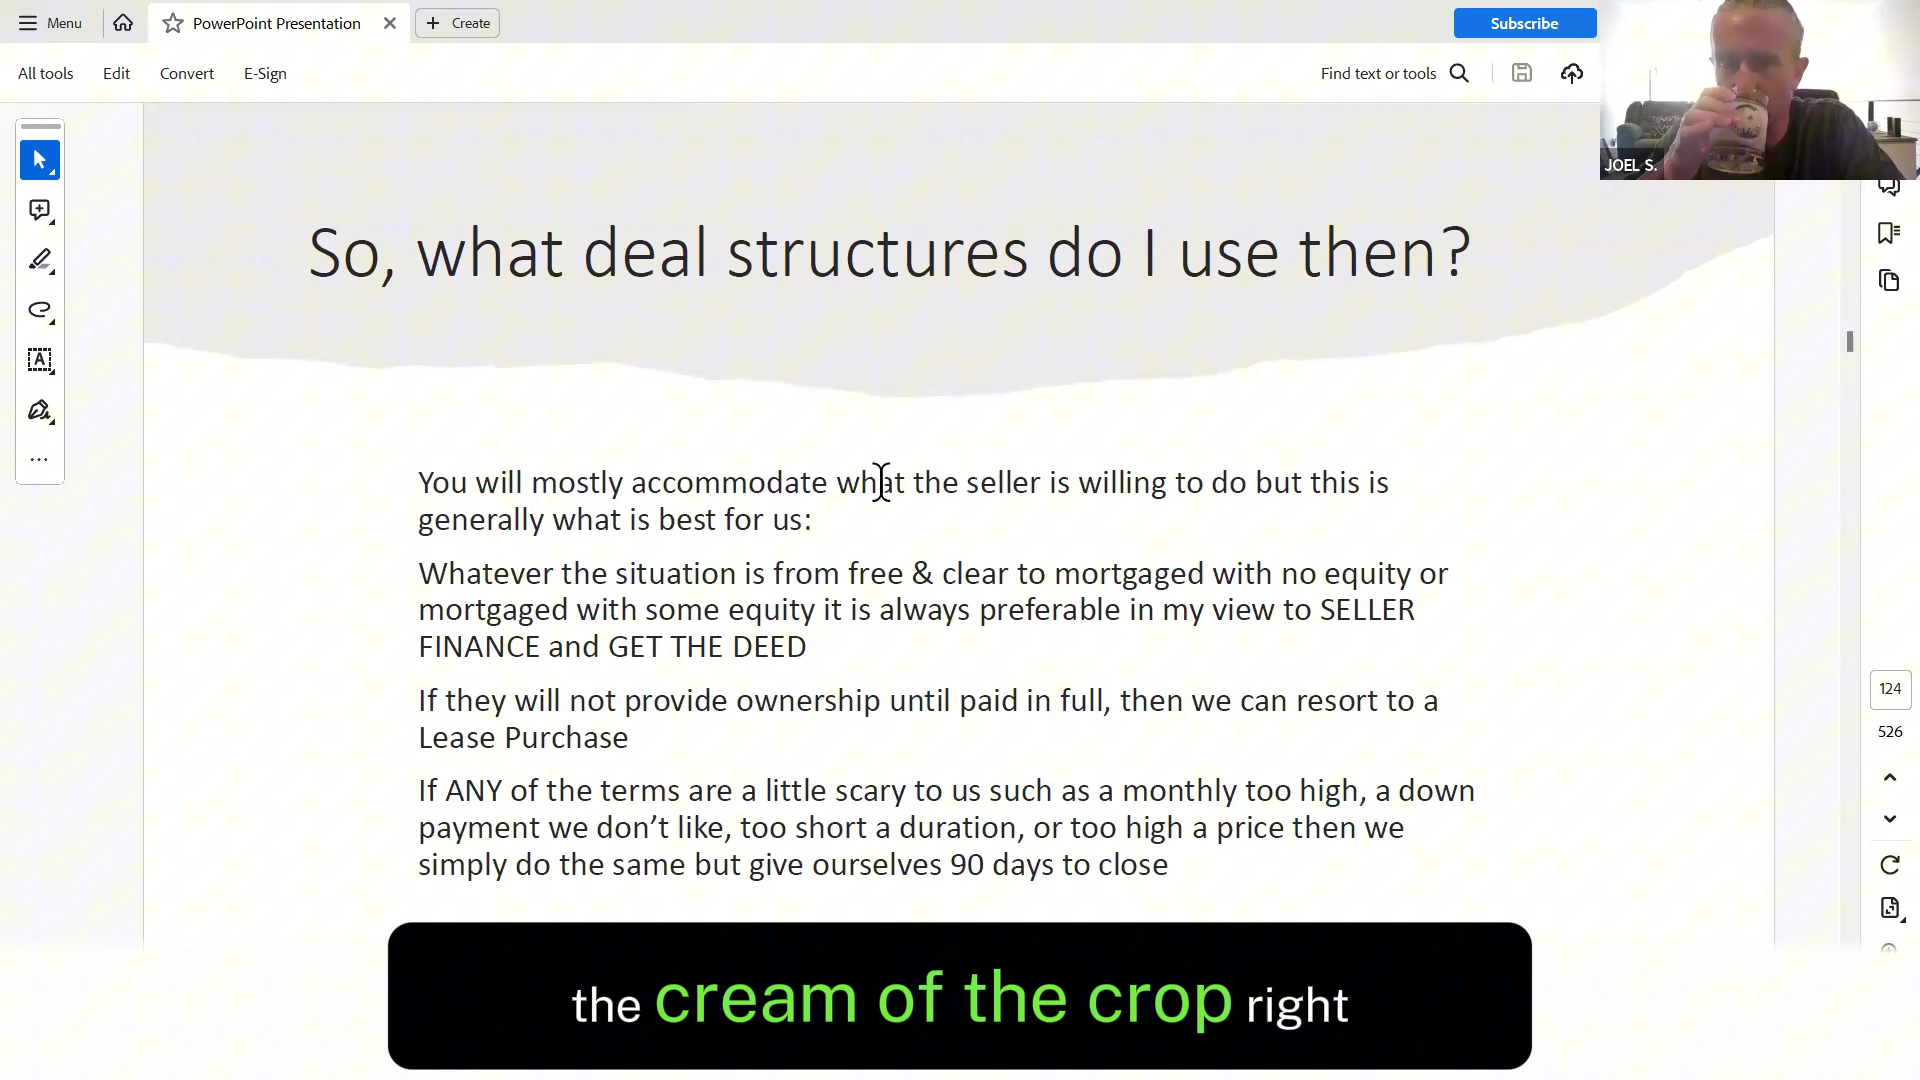 Menu
PowerPoint Presentation
Create
Subscribe
All tools
Edit
Convert
E-Sign
Find text or tools
JOEL S.
So, what deal structures do I use then?
You will mostly accommodate what the seller is willing to do but this is
generally what is best for us:
Whatever the situation is from free & clear to mortgaged with no equity or
mortgaged with some equity it is always preferable in my view to SELLER
FINANCE and GET THE DEED
If they will not provide ownership until paid in full, then we can resort to a
Lease Purchase
If ANY of the terms are a little scary to us such as a monthly too high, a down
payment we don’t like, too short a duration, or too high a price then we
simply do the same but give ourselves 90 days to close
124
526
the cream of the crop right